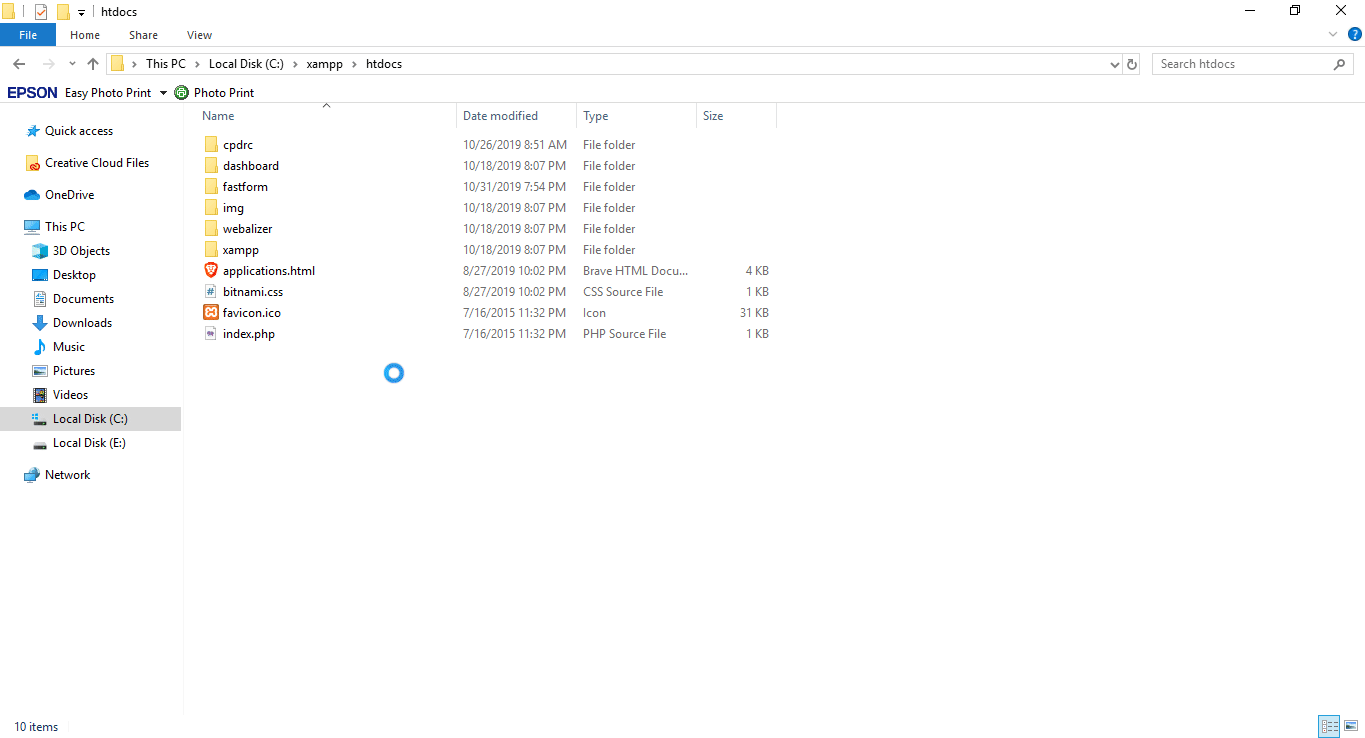 htdocs
File Home Share View
This PC Local Disk (C:) xampp htdocs Search htdocs
EPSON Easy Photo Print Photo Print
Name Date modified Type Size
Quick access
Creative Cloud Files
OneDrive
This PC
3D Objects
Desktop
Documents
Downloads
Music
Pictures
Videos
Local Disk (C:)
Local Disk (E:)
Network
cpdrc 10/26/2019 8:51 AM File folder
dashboard 10/18/2019 8:07 PM File folder
fastform 10/31/2019 7:54 PM File folder
img 10/18/2019 8:07 PM File folder
webalizer 10/18/2019 8:07 PM File folder
xampp 10/18/2019 8:07 PM File folder
applications.html 8/27/2019 10:02 PM Brave HTML Docu... 4 KB
bitnami.css 8/27/2019 10:02 PM CSS Source File 1 KB
favicon.ico 7/16/2015 11:32 PM Icon 31 KB
index.php 7/16/2015 11:32 PM PHP Source File 1 KB
10 items